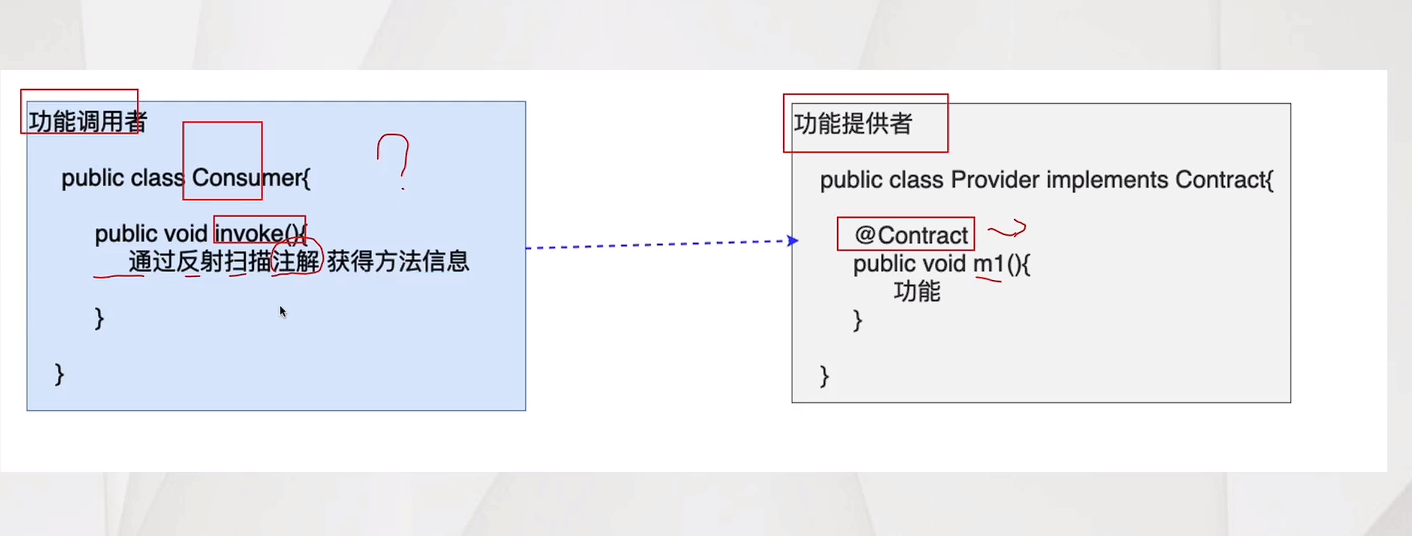 功能调用者
public class Consumer{
public void invoke(){
通过反射扫描注解 获得方法信息
}
}
?
功能提供者
public class Provider implements Contract{
@Contract
public void m1(){
功能
}
}